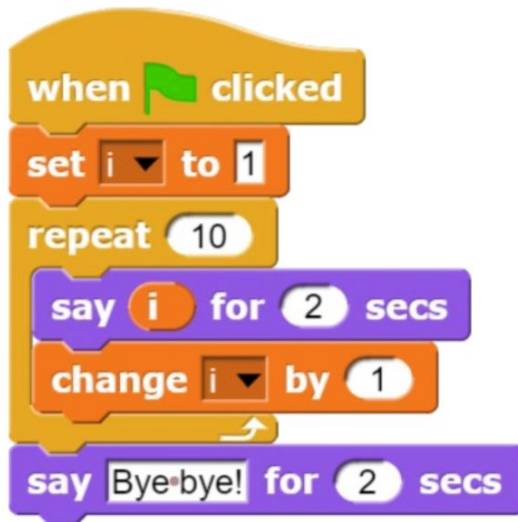 when clicked
set i to 1
repeat 10
say i for 2 secs
change i by 1
say Bye bye! for 2 secs